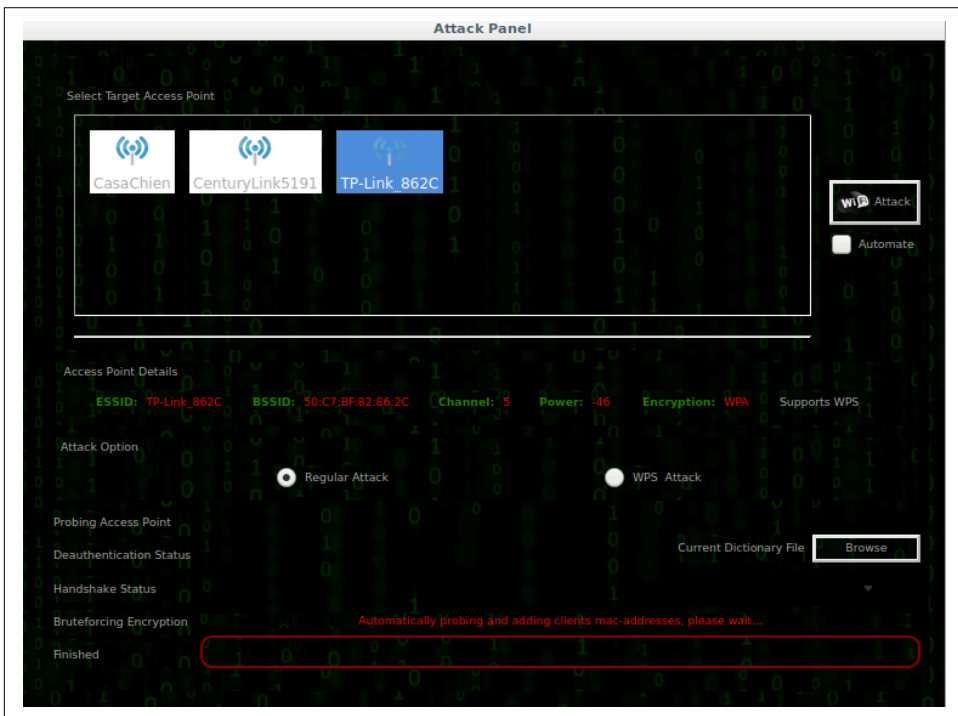 Attack Panel
Select Target Access Point
CasaChien CenturyLink5191 TP-Link_862C
WiFi Attack
Automate
Access Point Details
ESSID: TP-Link_862C BSSID: 50:C7:BF:82:86:2C Channel: 5 Power: -46 Encryption: WPA Supports WPS
Attack Option
Regular Attack WPS Attack
Probing Access Point
Current Dictionary File Browse
Deauthentication Status
Handshake Status
Bruteforcing Encryption Automatically probing and adding clients mac-addresses, please wait...
Finished